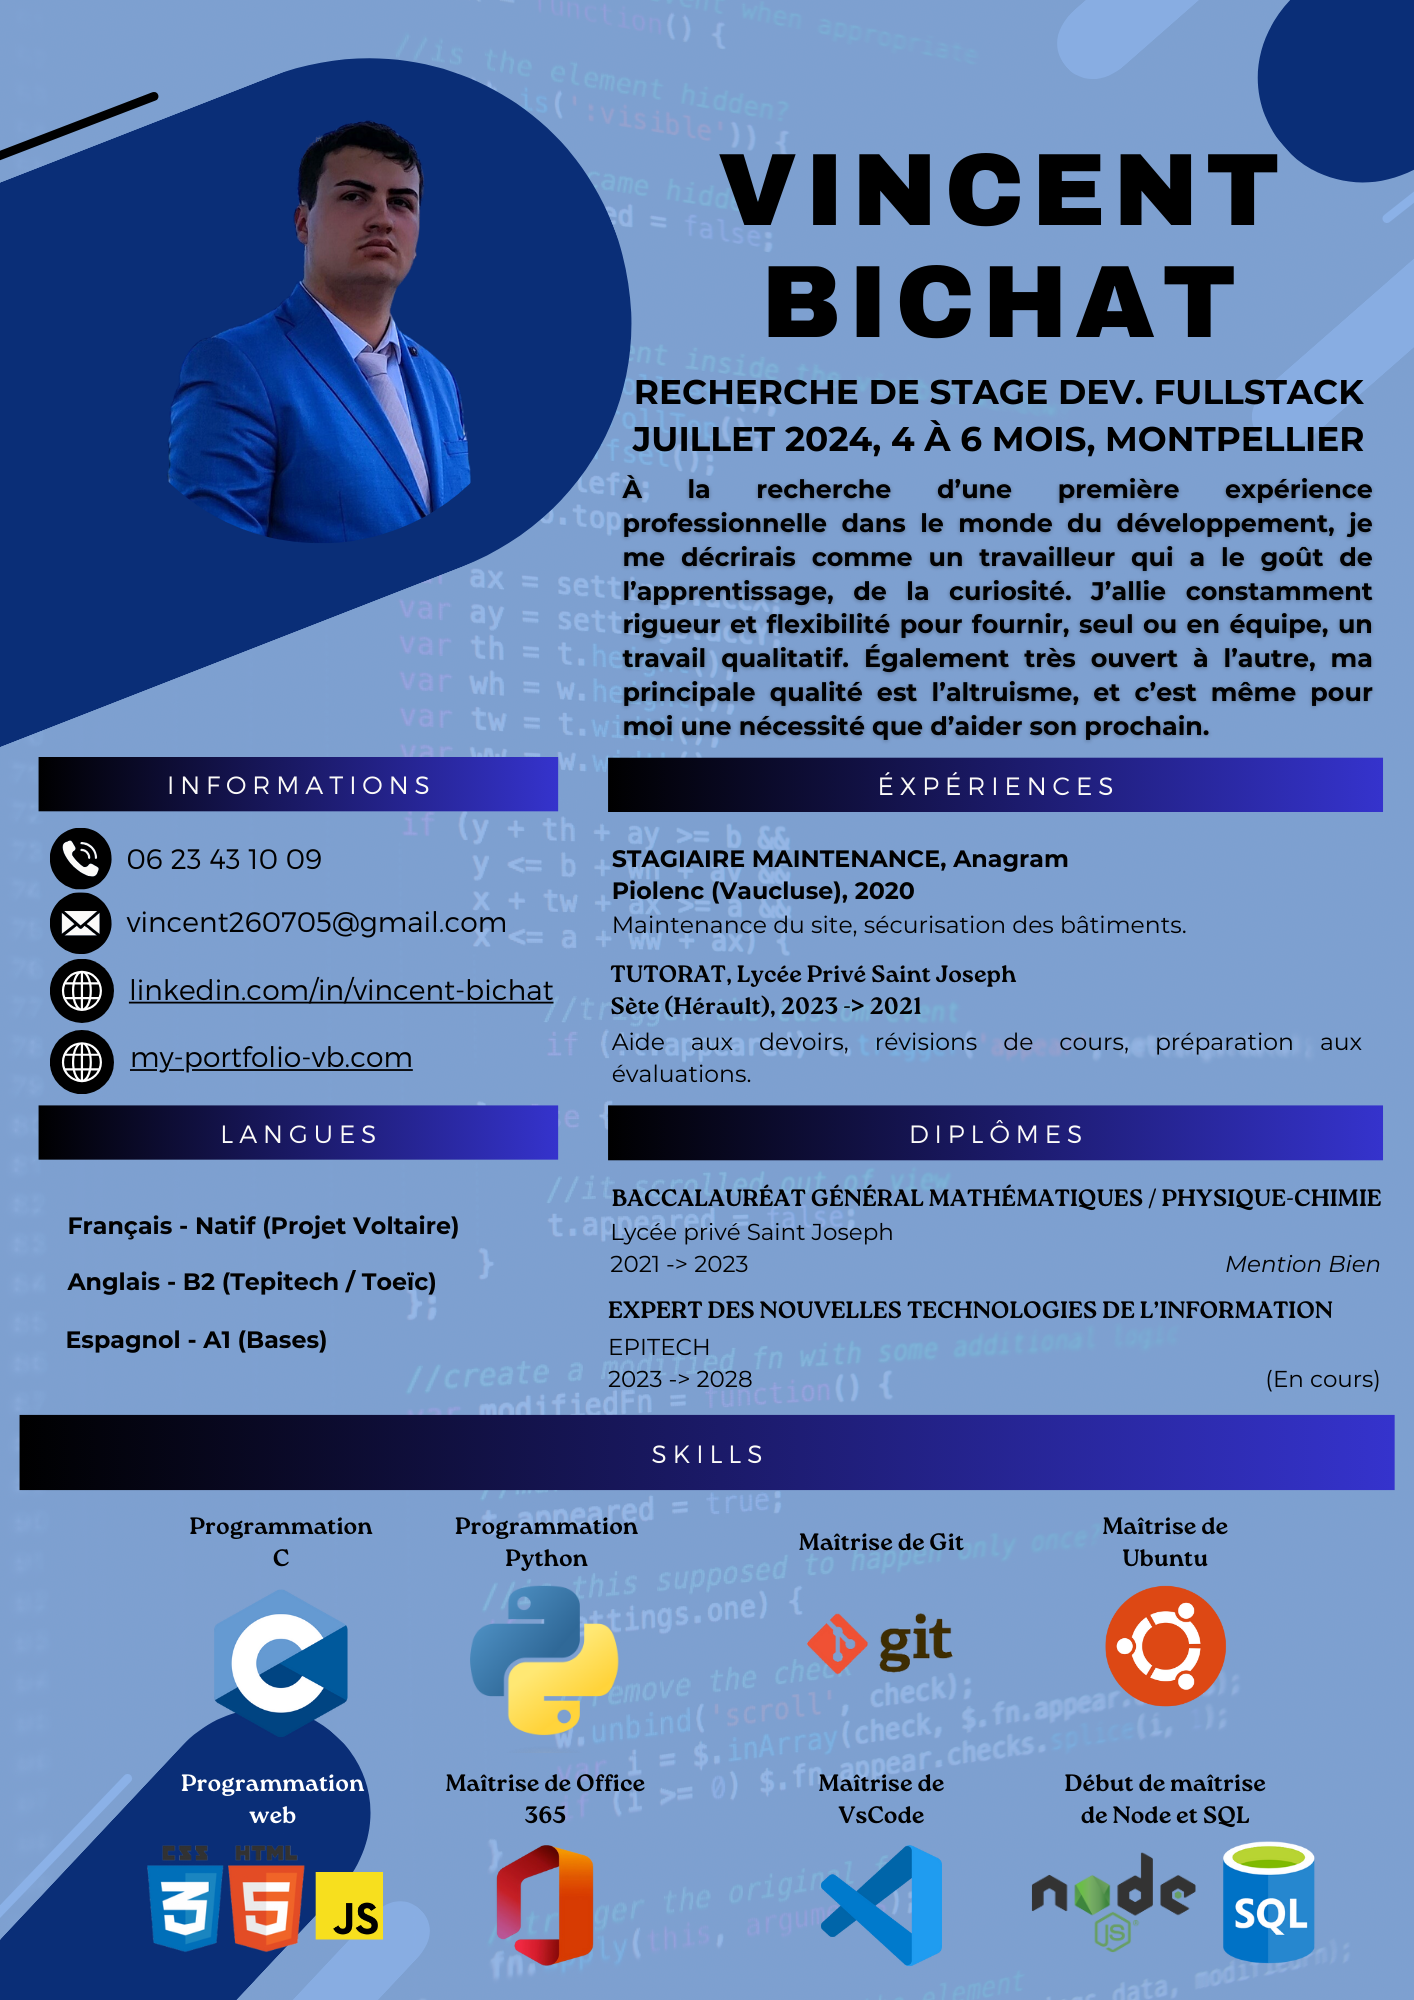 VINCENT
BICHAT
RECHERCHE DE STAGE DEV. FULLSTACK
JUILLET 2024, 4 À 6 MOIS, MONTPELLIER
À la recherche d’une première expérience
professionnelle dans le monde du développement, je
me décrirais comme un travailleur qui a le goût de
l’apprentissage, de la curiosité. J’allie constamment
rigueur et flexibilité pour fournir, seul ou en équipe, un
travail qualitatif. Également très ouvert à l’autre, ma
principale qualité est l’altruisme, et c’est même pour
moi une nécessité que d’aider son prochain.
INFORMATIONS
06 23 43 10 09
vincent260705@gmail.com
linkedin.com/in/vincent-bichat
my-portfolio-vb.com
ÉXPÉRIENCES
STAGIAIRE MAINTENANCE, Anagram
Piolenc (Vaucluse), 2020
Maintenance du site, sécurisation des bâtiments.
TUTORAT, Lycée Privé Saint Joseph
Sète (Hérault), 2023 -> 2021
Aide aux devoirs, révisions de cours, préparation aux
évaluations.
LANGUES
Français - Natif (Projet Voltaire)
Anglais - B2 (Tepitech / Toeïc)
Espagnol - A1 (Bases)
DIPLÔMES
BACCALAURÉAT GÉNÉRAL MATHÉMATIQUES / PHYSIQUE-CHIMIE
Lycée privé Saint Joseph
2021 -> 2023 Mention Bien
EXPERT DES NOUVELLES TECHNOLOGIES DE L’INFORMATION
EPITECH
2023 -> 2028 (En cours)
SKILLS
Programmation
C
Programmation
Python
Maîtrise de Git
Maîtrise de
Ubuntu
C
git
Programmation
web
Maîtrise de Office
365
Maîtrise de
VsCode
Début de maîtrise
de Node et SQL
CSS HTML
3 5 JS
node
JS
SQL